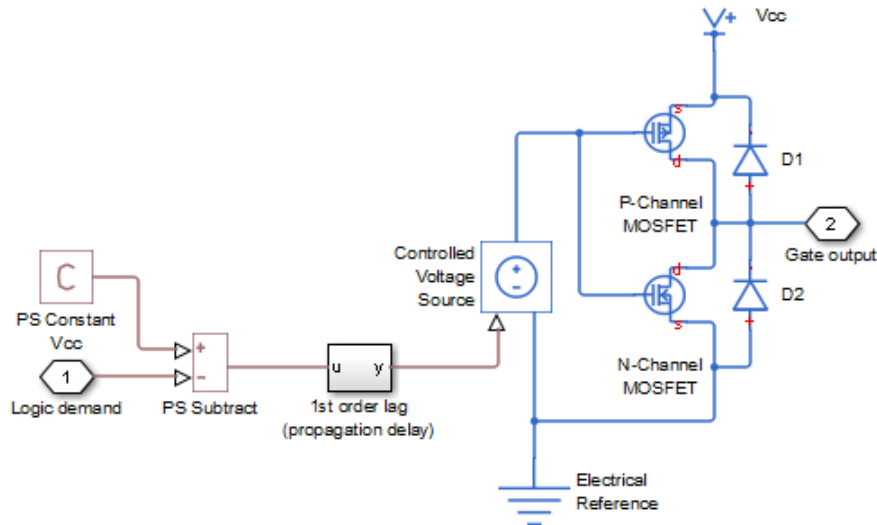 Vcc
s
D1
d
+
P-Channel
MOSFET
2
Gate output
Controlled
Voltage
Source
+
-
d
D2
s
+
N-Channel
MOSFET
C
PS Constant
Vcc
+
-
PS Subtract
1
Logic demand
u y
1st order lag
(propagation delay)
Electrical
Reference